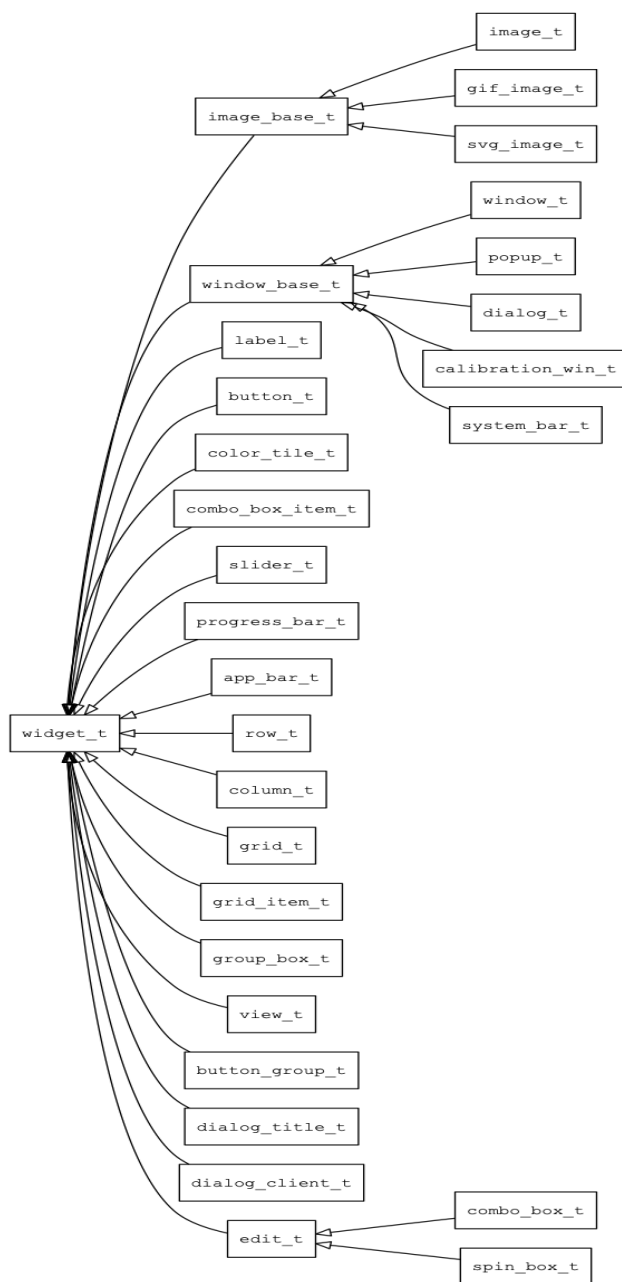 image_t
gif_image_t
image_base_t
svg_image_t
window_t
popup_t
window_base_t
dialog_t
label_t
calibration_win_t
button_t
system_bar_t
color_tile_t
combo_box_item_t
slider_t
progress_bar_t
app_bar_t
widget_t
row_t
column_t
grid_t
grid_item_t
group_box_t
view_t
button_group_t
dialog_title_t
dialog_client_t
combo_box_t
edit_t
spin_box_t